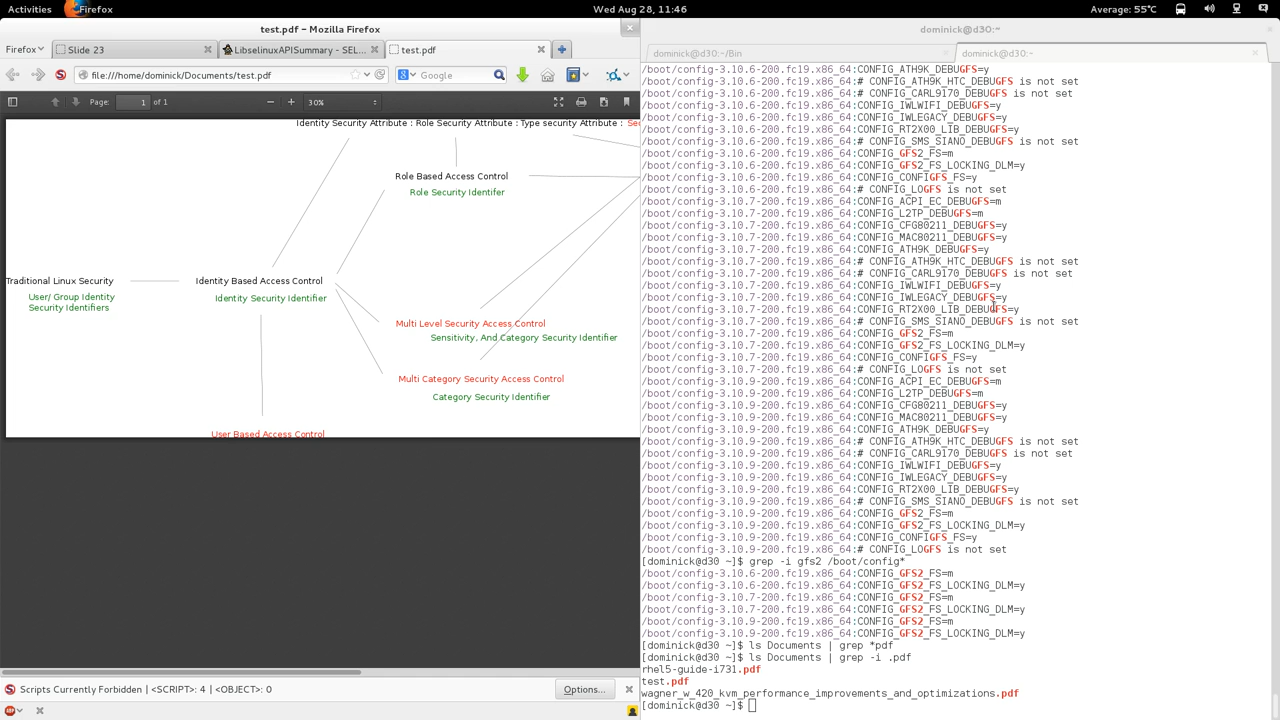 Activities
Firefox
Wed Aug 28, 11:46
Average: 55°C
test.pdf - Mozilla Firefox
Firefox
Slide 23
LibselinuxAPISummary - SEL...
test.pdf
file:///home/dominick/Documents/test.pdf
Google
Page: 1 of 1
30%
Identity Security Attribute : Role Security Attribute : Type security Attribute : Se
Role Based Access Control
Role Security Identifer
Traditional Linux Security
Identity Based Access Control
User/ Group Identity
Security Identifiers
Identity Security Identifier
Multi Level Security Access Control
Sensitivity, And Category Security Identifier
Multi Category Security Access Control
Category Security Identifier
User Based Access Control
Scripts Currently Forbidden | <SCRIPT>: 4 | <OBJECT>: 0
Options...
ABP
dominick@d30:~
dominick@d30:~/Bin
dominick@d30:~
/boot/config-3.10.6-200.fc19.x86_64:CONFIG_ATH9K_DEBUGFS=y
/boot/config-3.10.6-200.fc19.x86_64:# CONFIG_ATH9K_HTC_DEBUGFS is not set
/boot/config-3.10.6-200.fc19.x86_64:# CONFIG_CARL9170_DEBUGFS is not set
/boot/config-3.10.6-200.fc19.x86_64:CONFIG_IWLWIFI_DEBUGFS=y
/boot/config-3.10.6-200.fc19.x86_64:CONFIG_IWLEGACY_DEBUGFS=y
/boot/config-3.10.6-200.fc19.x86_64:CONFIG_RT2X00_LIB_DEBUGFS=y
/boot/config-3.10.6-200.fc19.x86_64:# CONFIG_SMS_SIANO_DEBUGFS is not set
/boot/config-3.10.6-200.fc19.x86_64:CONFIG_GFS2_FS=m
/boot/config-3.10.6-200.fc19.x86_64:CONFIG_GFS2_FS_LOCKING_DLM=y
/boot/config-3.10.6-200.fc19.x86_64:CONFIG_CONFIGFS_FS=y
/boot/config-3.10.6-200.fc19.x86_64:# CONFIG_LOGFS is not set
/boot/config-3.10.7-200.fc19.x86_64:CONFIG_ACPI_EC_DEBUGFS=m
/boot/config-3.10.7-200.fc19.x86_64:CONFIG_L2TP_DEBUGFS=m
/boot/config-3.10.7-200.fc19.x86_64:CONFIG_CFG80211_DEBUGFS=y
/boot/config-3.10.7-200.fc19.x86_64:CONFIG_MAC80211_DEBUGFS=y
/boot/config-3.10.7-200.fc19.x86_64:CONFIG_ATH9K_DEBUGFS=y
/boot/config-3.10.7-200.fc19.x86_64:# CONFIG_ATH9K_HTC_DEBUGFS is not set
/boot/config-3.10.7-200.fc19.x86_64:# CONFIG_CARL9170_DEBUGFS is not set
/boot/config-3.10.7-200.fc19.x86_64:CONFIG_IWLWIFI_DEBUGFS=y
/boot/config-3.10.7-200.fc19.x86_64:CONFIG_IWLEGACY_DEBUGFS=y
/boot/config-3.10.7-200.fc19.x86_64:CONFIG_RT2X00_LIB_DEBUGFS=y
/boot/config-3.10.7-200.fc19.x86_64:# CONFIG_SMS_SIANO_DEBUGFS is not set
/boot/config-3.10.7-200.fc19.x86_64:CONFIG_GFS2_FS=m
/boot/config-3.10.7-200.fc19.x86_64:CONFIG_GFS2_FS_LOCKING_DLM=y
/boot/config-3.10.7-200.fc19.x86_64:CONFIG_CONFIGFS_FS=y
/boot/config-3.10.7-200.fc19.x86_64:# CONFIG_LOGFS is not set
/boot/config-3.10.9-200.fc19.x86_64:CONFIG_ACPI_EC_DEBUGFS=m
/boot/config-3.10.9-200.fc19.x86_64:CONFIG_L2TP_DEBUGFS=m
/boot/config-3.10.9-200.fc19.x86_64:CONFIG_CFG80211_DEBUGFS=y
/boot/config-3.10.9-200.fc19.x86_64:CONFIG_MAC80211_DEBUGFS=y
/boot/config-3.10.9-200.fc19.x86_64:CONFIG_ATH9K_DEBUGFS=y
/boot/config-3.10.9-200.fc19.x86_64:# CONFIG_ATH9K_HTC_DEBUGFS is not set
/boot/config-3.10.9-200.fc19.x86_64:# CONFIG_CARL9170_DEBUGFS is not set
/boot/config-3.10.9-200.fc19.x86_64:CONFIG_IWLWIFI_DEBUGFS=y
/boot/config-3.10.9-200.fc19.x86_64:CONFIG_IWLEGACY_DEBUGFS=y
/boot/config-3.10.9-200.fc19.x86_64:CONFIG_RT2X00_LIB_DEBUGFS=y
/boot/config-3.10.9-200.fc19.x86_64:# CONFIG_SMS_SIANO_DEBUGFS is not set
/boot/config-3.10.9-200.fc19.x86_64:CONFIG_GFS2_FS=m
/boot/config-3.10.9-200.fc19.x86_64:CONFIG_GFS2_FS_LOCKING_DLM=y
/boot/config-3.10.9-200.fc19.x86_64:CONFIG_CONFIGFS_FS=y
/boot/config-3.10.9-200.fc19.x86_64:# CONFIG_LOGFS is not set
[dominick@d30 ~]$ grep -i gfs2 /boot/config*
/boot/config-3.10.6-200.fc19.x86_64:CONFIG_GFS2_FS=m
/boot/config-3.10.6-200.fc19.x86_64:CONFIG_GFS2_FS_LOCKING_DLM=y
/boot/config-3.10.7-200.fc19.x86_64:CONFIG_GFS2_FS=m
/boot/config-3.10.7-200.fc19.x86_64:CONFIG_GFS2_FS_LOCKING_DLM=y
/boot/config-3.10.9-200.fc19.x86_64:CONFIG_GFS2_FS=m
/boot/config-3.10.9-200.fc19.x86_64:CONFIG_GFS2_FS_LOCKING_DLM=y
[dominick@d30 ~]$ ls Documents | grep *pdf
[dominick@d30 ~]$ ls Documents | grep -i .pdf
rhel5-guide-i731.pdf
test.pdf
wagner_w_420_kvm_performance_improvements_and_optimizations.pdf
[dominick@d30 ~]$